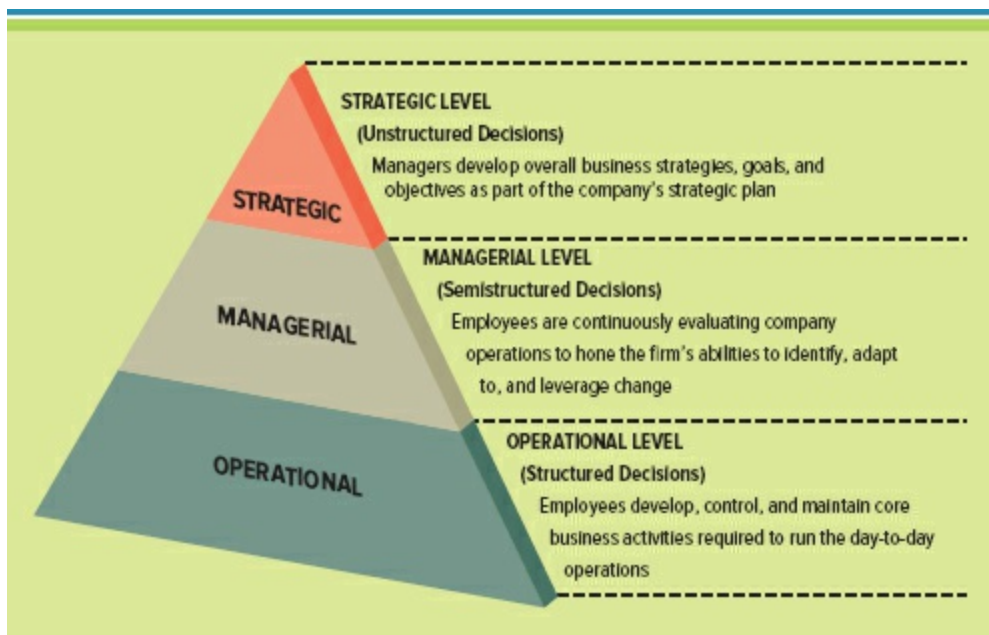 STRATEGIC LEVEL
(Unstructured Decisions)
Managers develop overall business strategies, goals, and
objectives as part of the company's strategic plan
STRATEGIC
MANAGERIAL LEVEL
(Semistructured Decisions)
Employees are continuously evaluating company
operations to hone the firm's abilities to identify, adapt
to, and leverage change
MANAGERIAL
OPERATIONAL LEVEL
(Structured Decisions)
Employees develop, control, and maintain core
business activities required to run the day-to-day
operations
OPERATIONAL